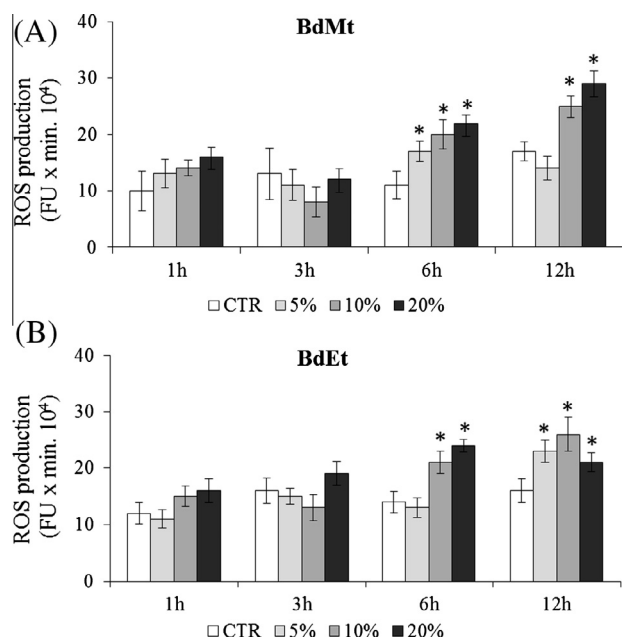 (A)
BdMt
ROS production
(FU x min. 10⁴)
40
30
20
10
0
* * *
* *
1h 3h 6h 12h
CTR 5% 10% 20%
(B)
BdEt
ROS production
(FU x min. 10⁴)
40
30
20
10
0
* *
* * *
1h 3h 6h 12h
CTR 5% 10% 20%